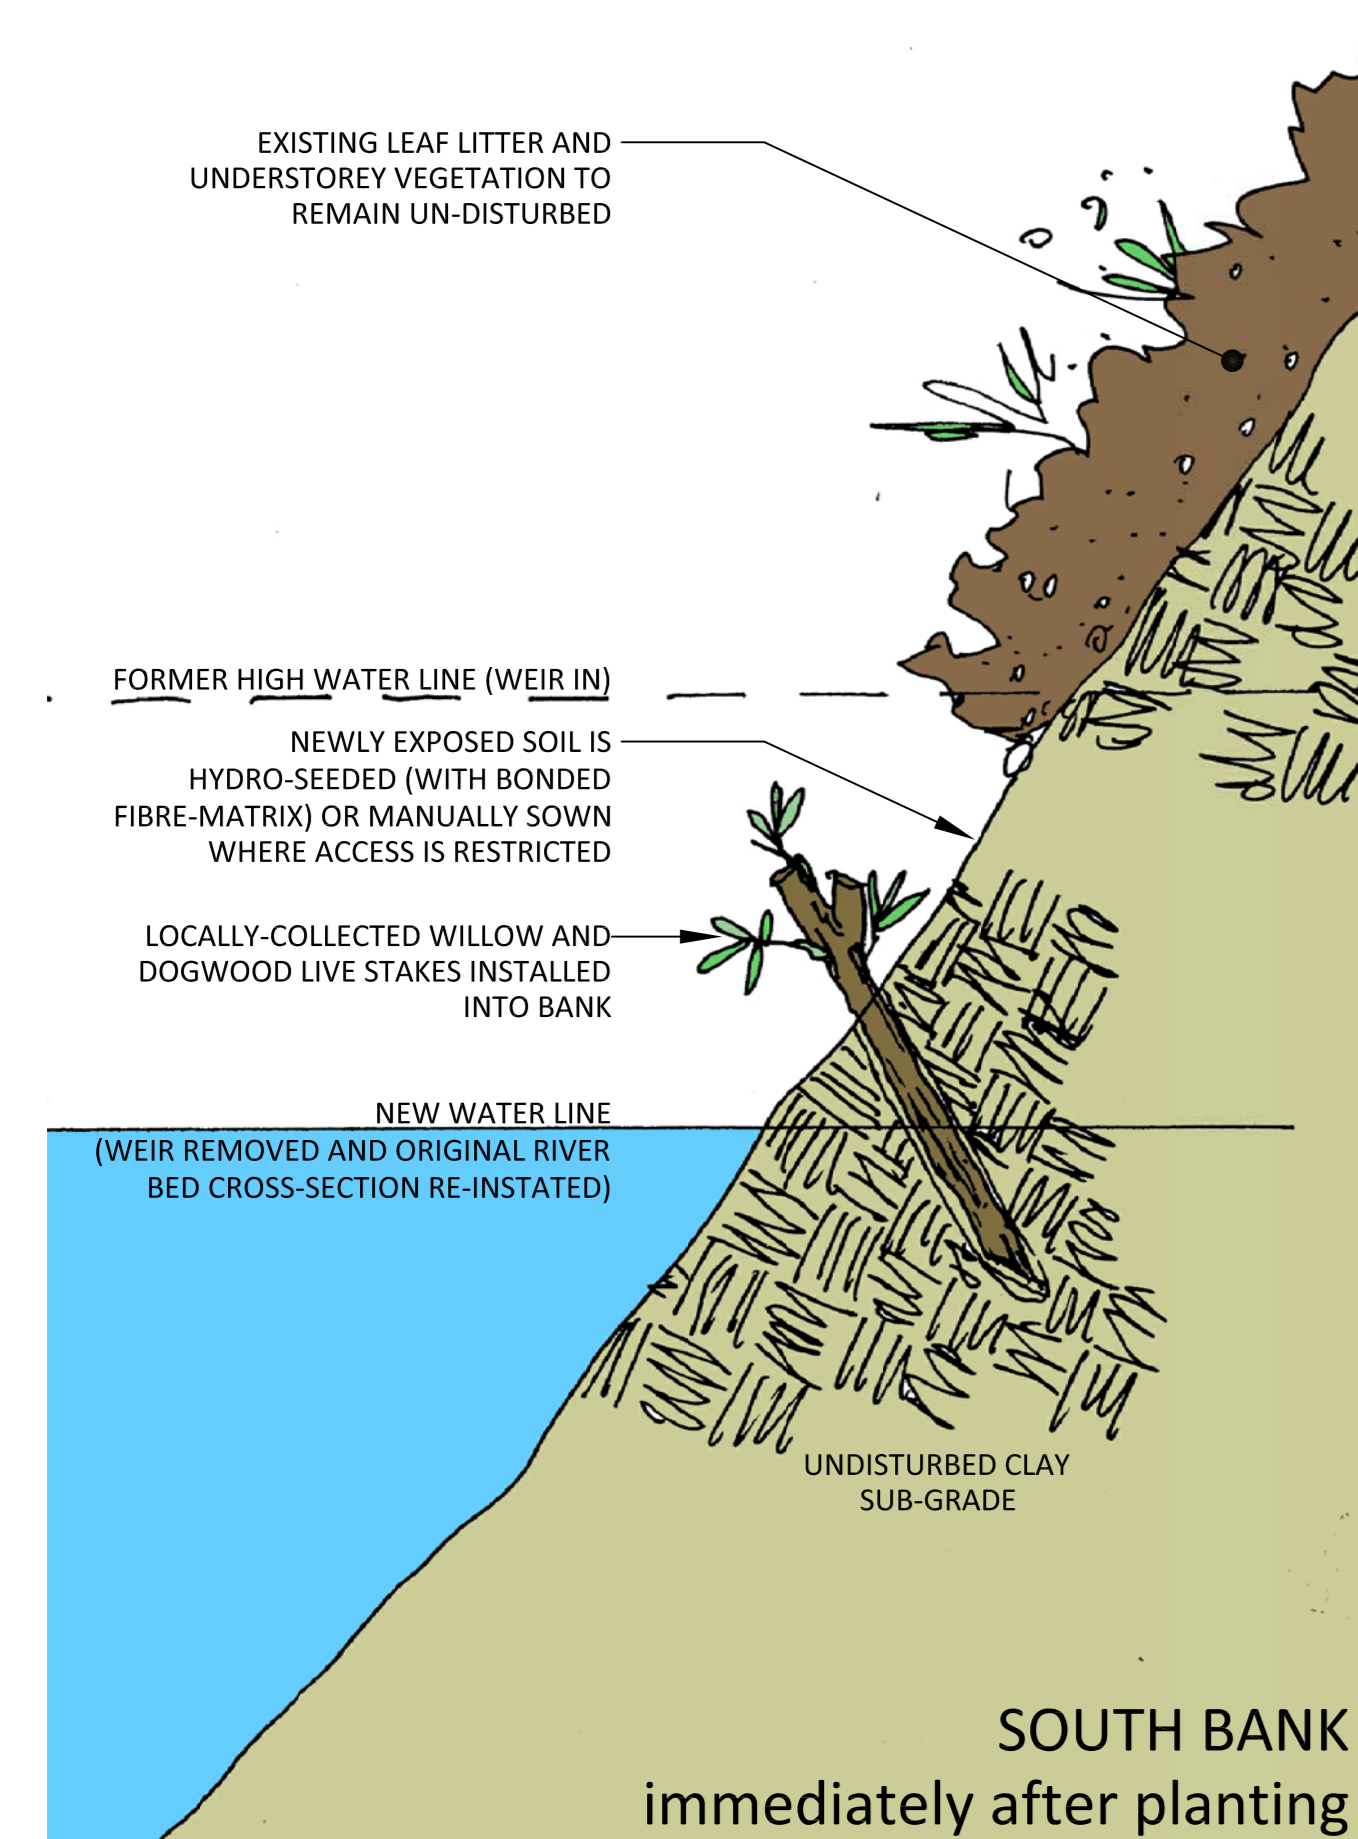 EXISTING LEAF LITTER AND
UNDERSTOREY VEGETATION TO
REMAIN UN-DISTURBED
FORMER HIGH WATER LINE (WEIR IN)
NEWLY EXPOSED SOIL IS
HYDRO-SEEDED (WITH BONDED
FIBRE-MATRIX) OR MANUALLY SOWN
WHERE ACCESS IS RESTRICTED
LOCALLY-COLLECTED WILLOW AND
DOGWOOD LIVE STAKES INSTALLED
INTO BANK
NEW WATER LINE
(WEIR REMOVED AND ORIGINAL RIVER
BED CROSS-SECTION RE-INSTATED)
UNDISTURBED CLAY
SUB-GRADE
SOUTH BANK
immediately after planting